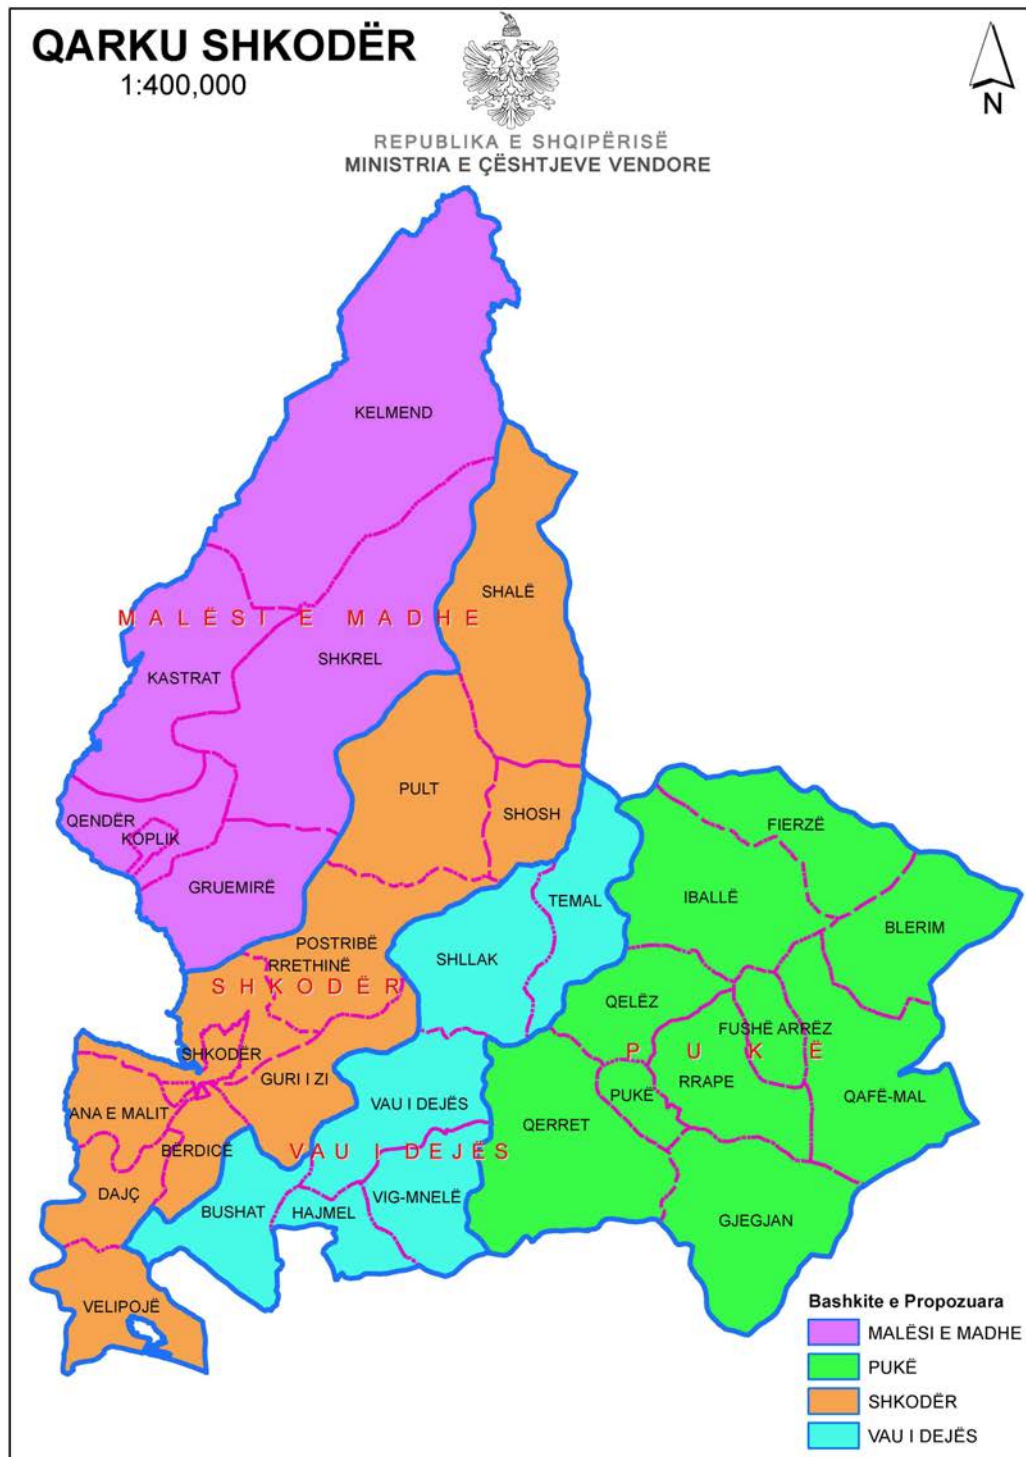 QARKU SHKODËR
1:400,000
N
REPUBLIKA E SHQIPËRISË
MINISTRIA E ÇËSHTJEVE VENDORE
KELMEND
SHALË
MALËSI E MADHE
SHKREL
KASTRAT
PULT
SHOSH
QENDËR
KOPLIK
FIERZË
GRUEMIRË
IBALLË
TEMAL
BLERIM
POSTRIBË
SHLLAK
RRETHINË
SHKODËR
QELËZ
FUSHË ARRËZ
SHKODËR
PUKË
GURI I ZI
RRAPE
PUKË
QAFË-MAL
VAU I DEJËS
ANA E MALIT
QERRET
BËRDICË
VAU I DEJËS
DAJÇ
VIG-MNELË
BUSHAT
HAJMEL
GJEGJAN
VELIPOJË
Bashkite e Propozuara
MALËSI E MADHE
PUKË
SHKODËR
VAU I DEJËS